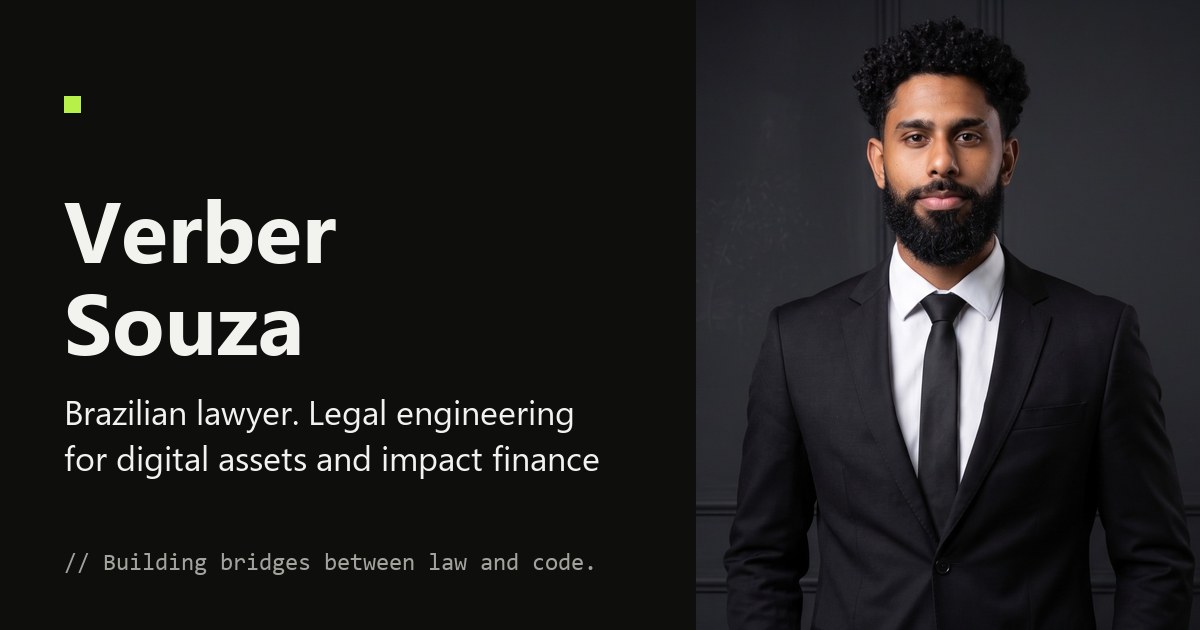 Verber
Souza
Brazilian lawyer. Legal engineering
for digital assets and impact finance
// Building bridges between law and code.